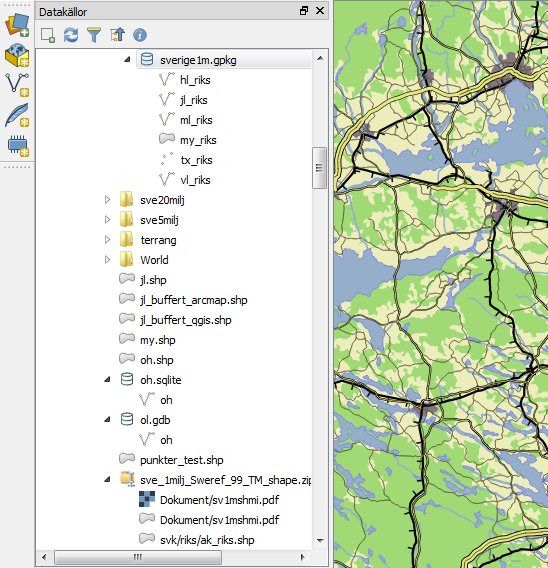 Datakällor
sverige1m.gpkg
hl_riks
jl_riks
ml_riks
my_riks
tx_riks
vl_riks
sve20milj
sve5milj
terrang
World
jl.shp
jl_buffert_arcmap.shp
jl_buffert_qgis.shp
my.shp
oh.shp
oh.sqlite
oh
ol.gdb
oh
punkter_test.shp
sve_1milj_Sweref_99_TM_shape.zip
Dokument/sv1mshmi.pdf
Dokument/sv1mshmi.pdf
svk/riks/ak_riks.shp